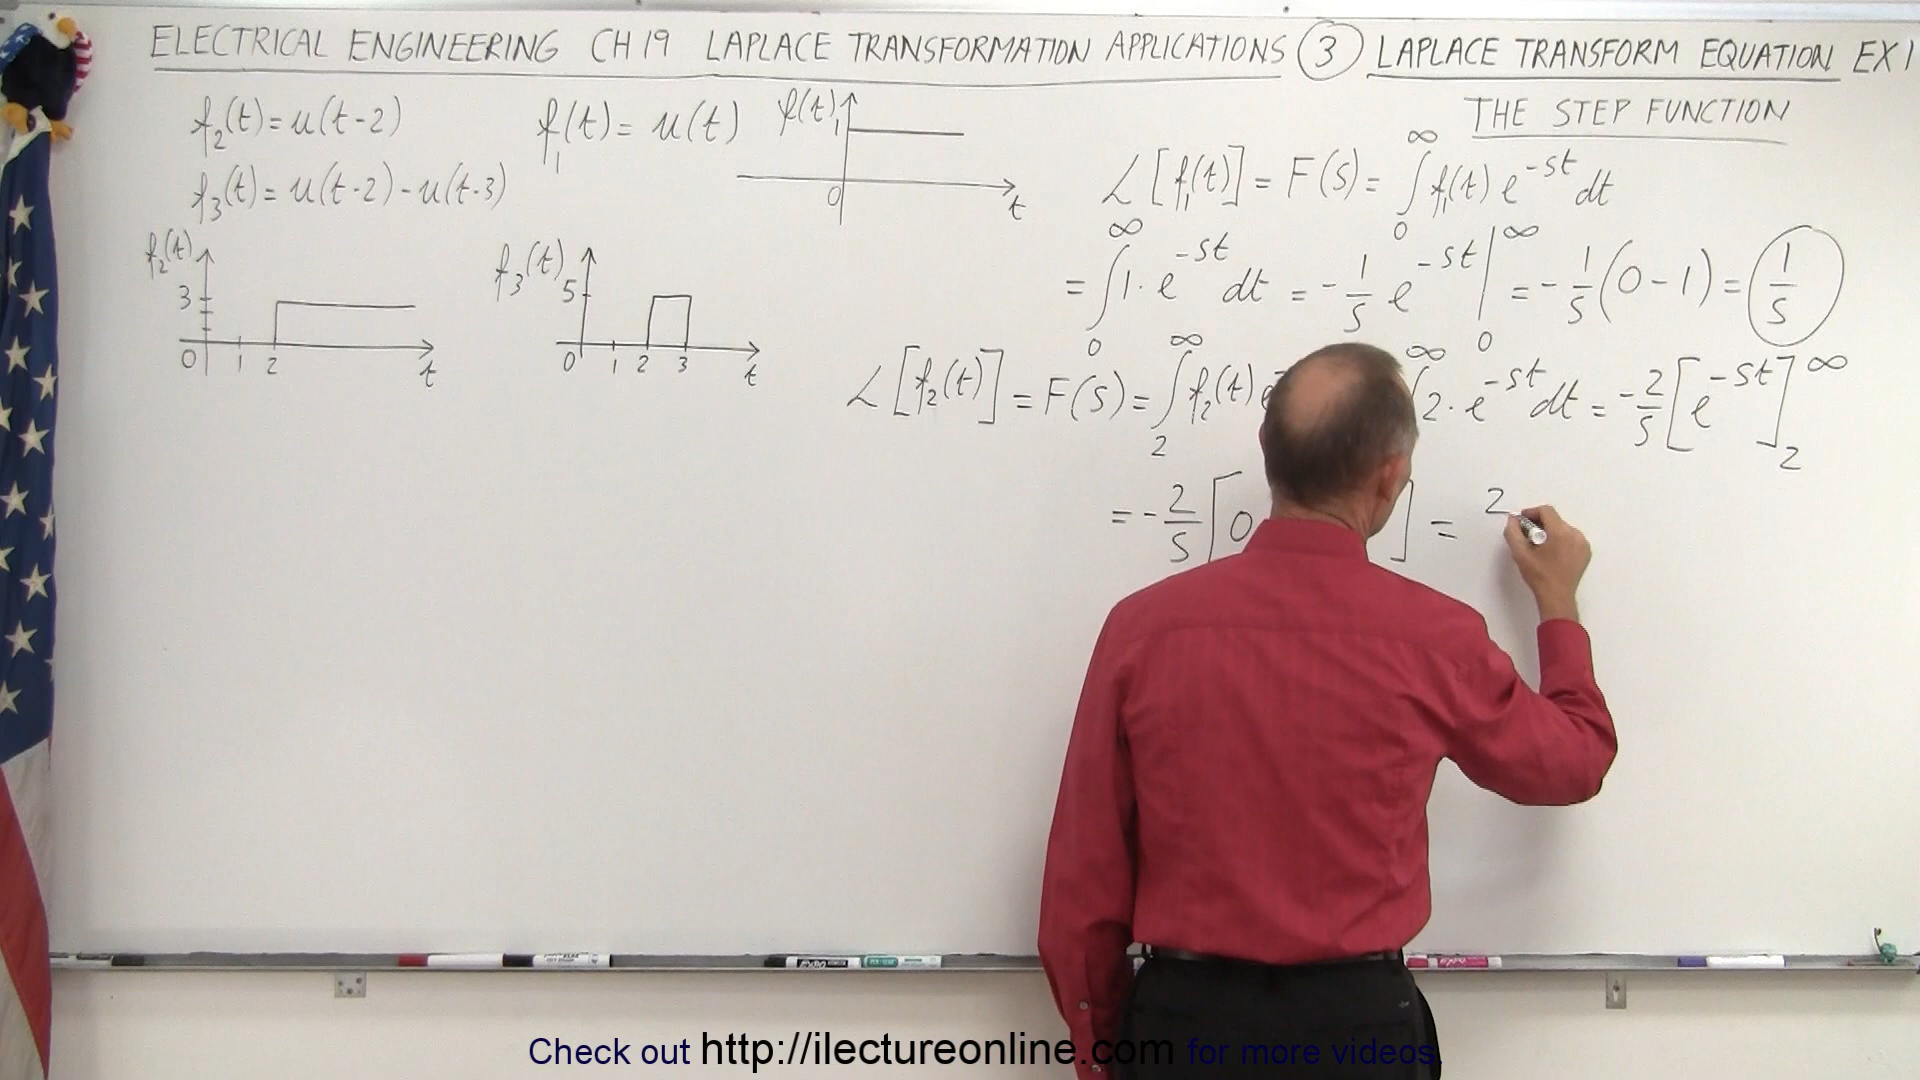 ELECTRICAL ENGINEERING CH 19 LAPLACE TRANSFORMATION APPLICATIONS ③ LAPLACE TRANSFORM EQUATION EX 1
THE STEP FUNCTION
f₂(t) = u(t-2)
f₃(t) = u(t-2) - u(t-3)
f₁(t) = u(t)
f(t) 1 0 t
f₂(t) 3 0 1 2 t
f₃(t) 5 0 1 2 3 t
ℒ[f₁(t)] = F(s) = ∫₀^∞ f₁(t) e^{-st} dt
= ∫₀^∞ 1·e^{-st} dt = -1/s e^{-st} |₀^∞ = -1/s (0-1) = 1/s
ℒ[f₂(t)] = F(s) = ∫₂^∞ f₂(t) e ∫^∞ 2·e^{-st} dt = -2/s [e^{-st}]₂^∞
= -2/s [0 ] = 2
Check out http://ilectureonline.com for more videos.